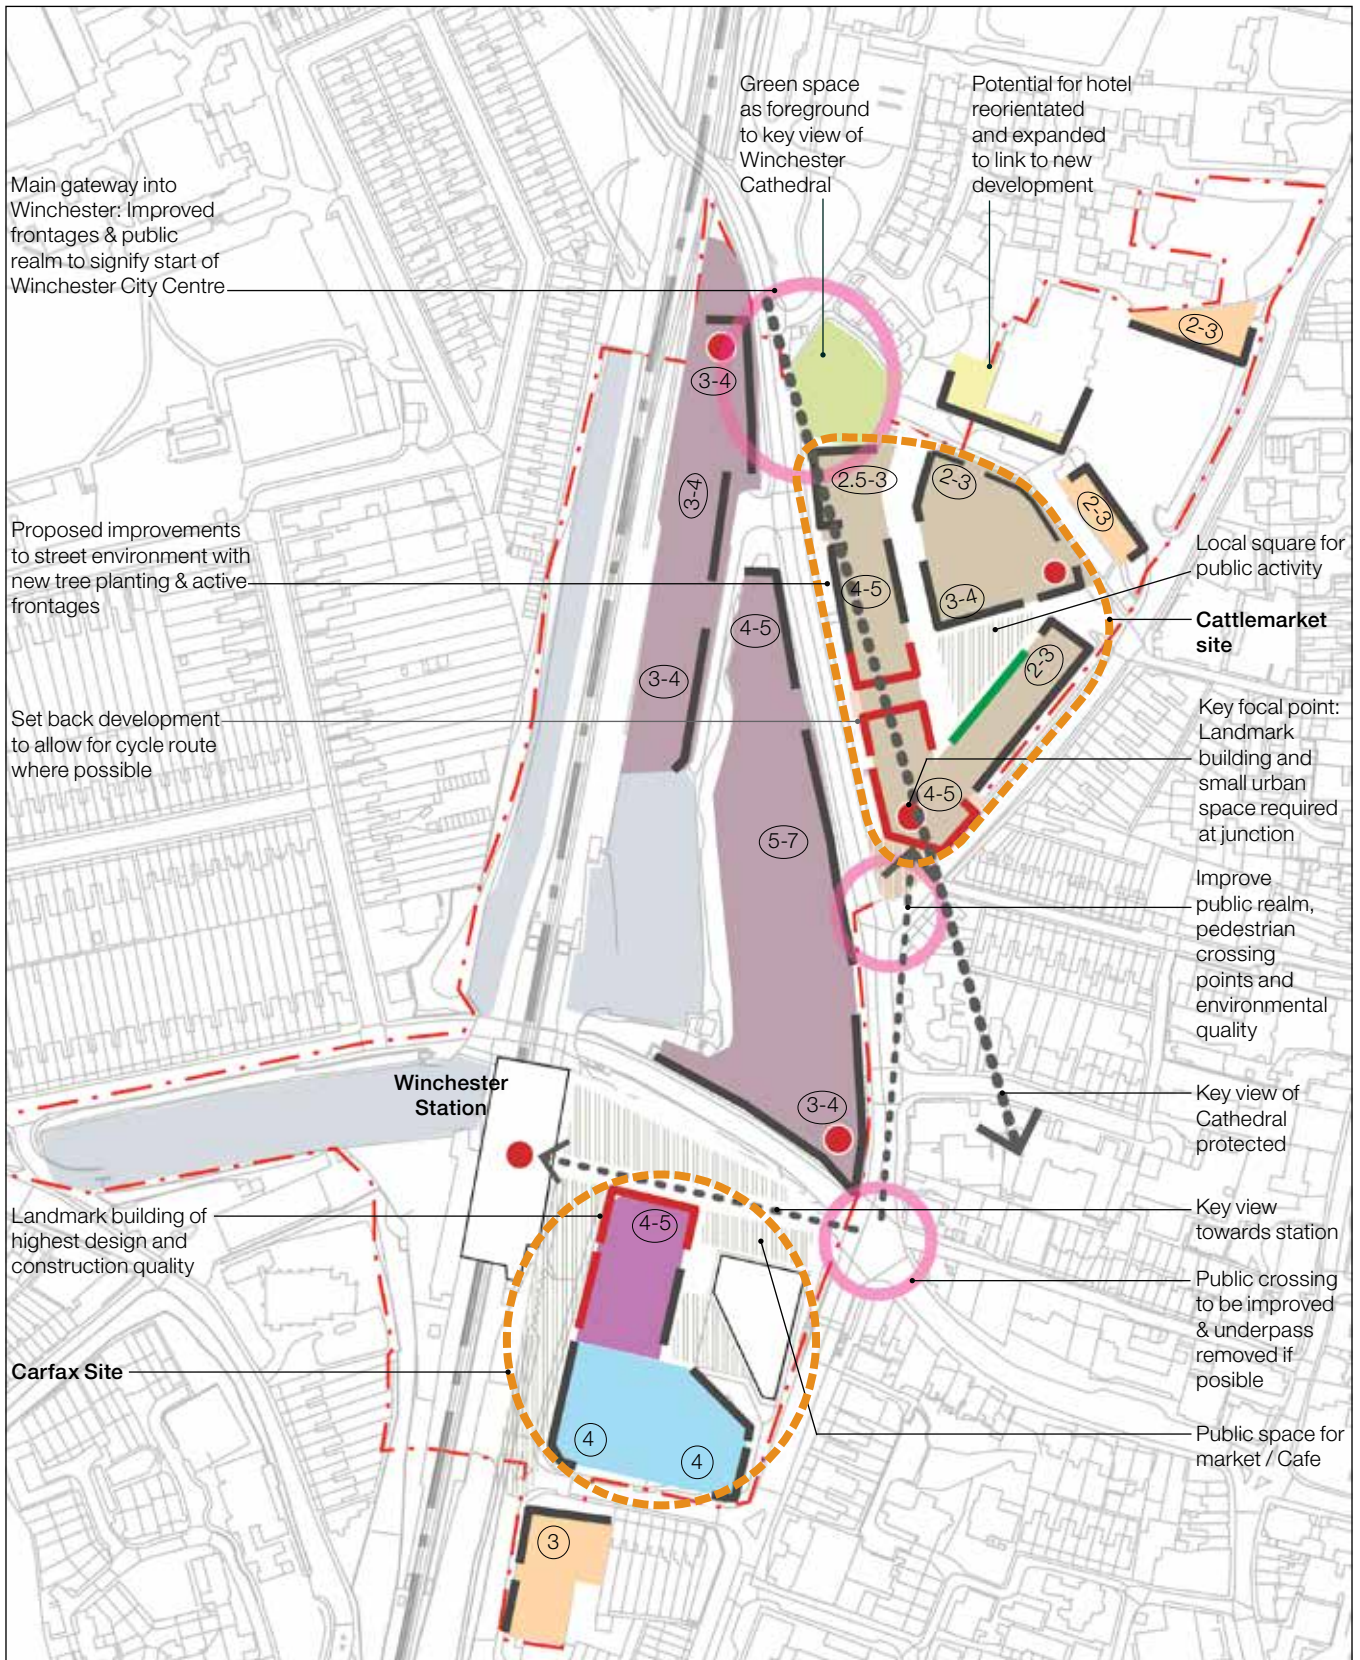 Green space
as foreground
to key view of
Winchester
Cathedral
Potential for hotel
reorientated
and expanded
to link to new
development
Main gateway into
Winchester: Improved
frontages & public
realm to signify start of
Winchester City Centre
2-3
3-4
2.5-3
2-3
3-4
2-3
Proposed improvements
to street environment with
new tree planting & active
frontages
Local square for
public activity
4-5
3-4
Cattlemarket
site
4-5
2-3
3-4
Set back development
to allow for cycle route
where possible
Key focal point:
Landmark
building and
small urban
space required
at junction
4-5
5-7
Improve
public realm,
pedestrian
crossing
points and
environmental
quality
Winchester
Station
3-4
Key view of
Cathedral
protected
Landmark building of
highest design and
construction quality
4-5
Key view
towards station
Public crossing
to be improved
& underpass
removed if
posible
Carfax Site
4
4
Public space for
market / Cafe
3